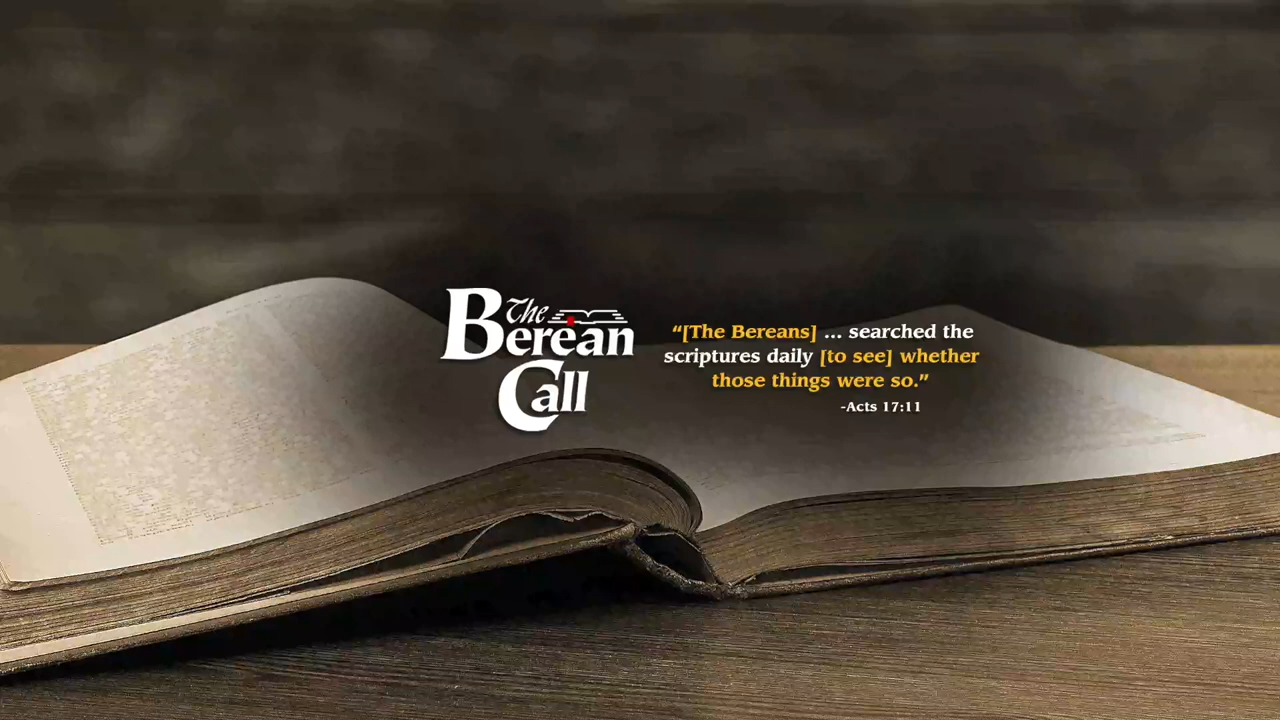 The
Berean
Call
“[The Bereans] ... searched the
scriptures daily [to see] whether
those things were so.”
-Acts 17:11